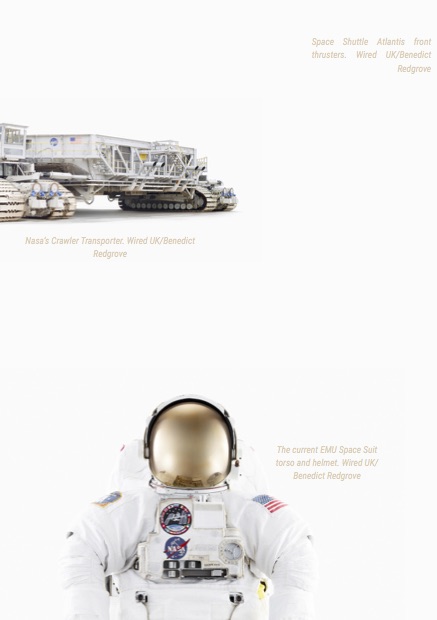 Space Shuttle Atlantis front
thrusters. Wired UK/Benedict
Redgrove
Nasa's Crawler Transporter. Wired UK/Benedict
Redgrove
The current EMU Space Suit
torso and helmet. Wired UK/
Benedict Redgrove
NASA